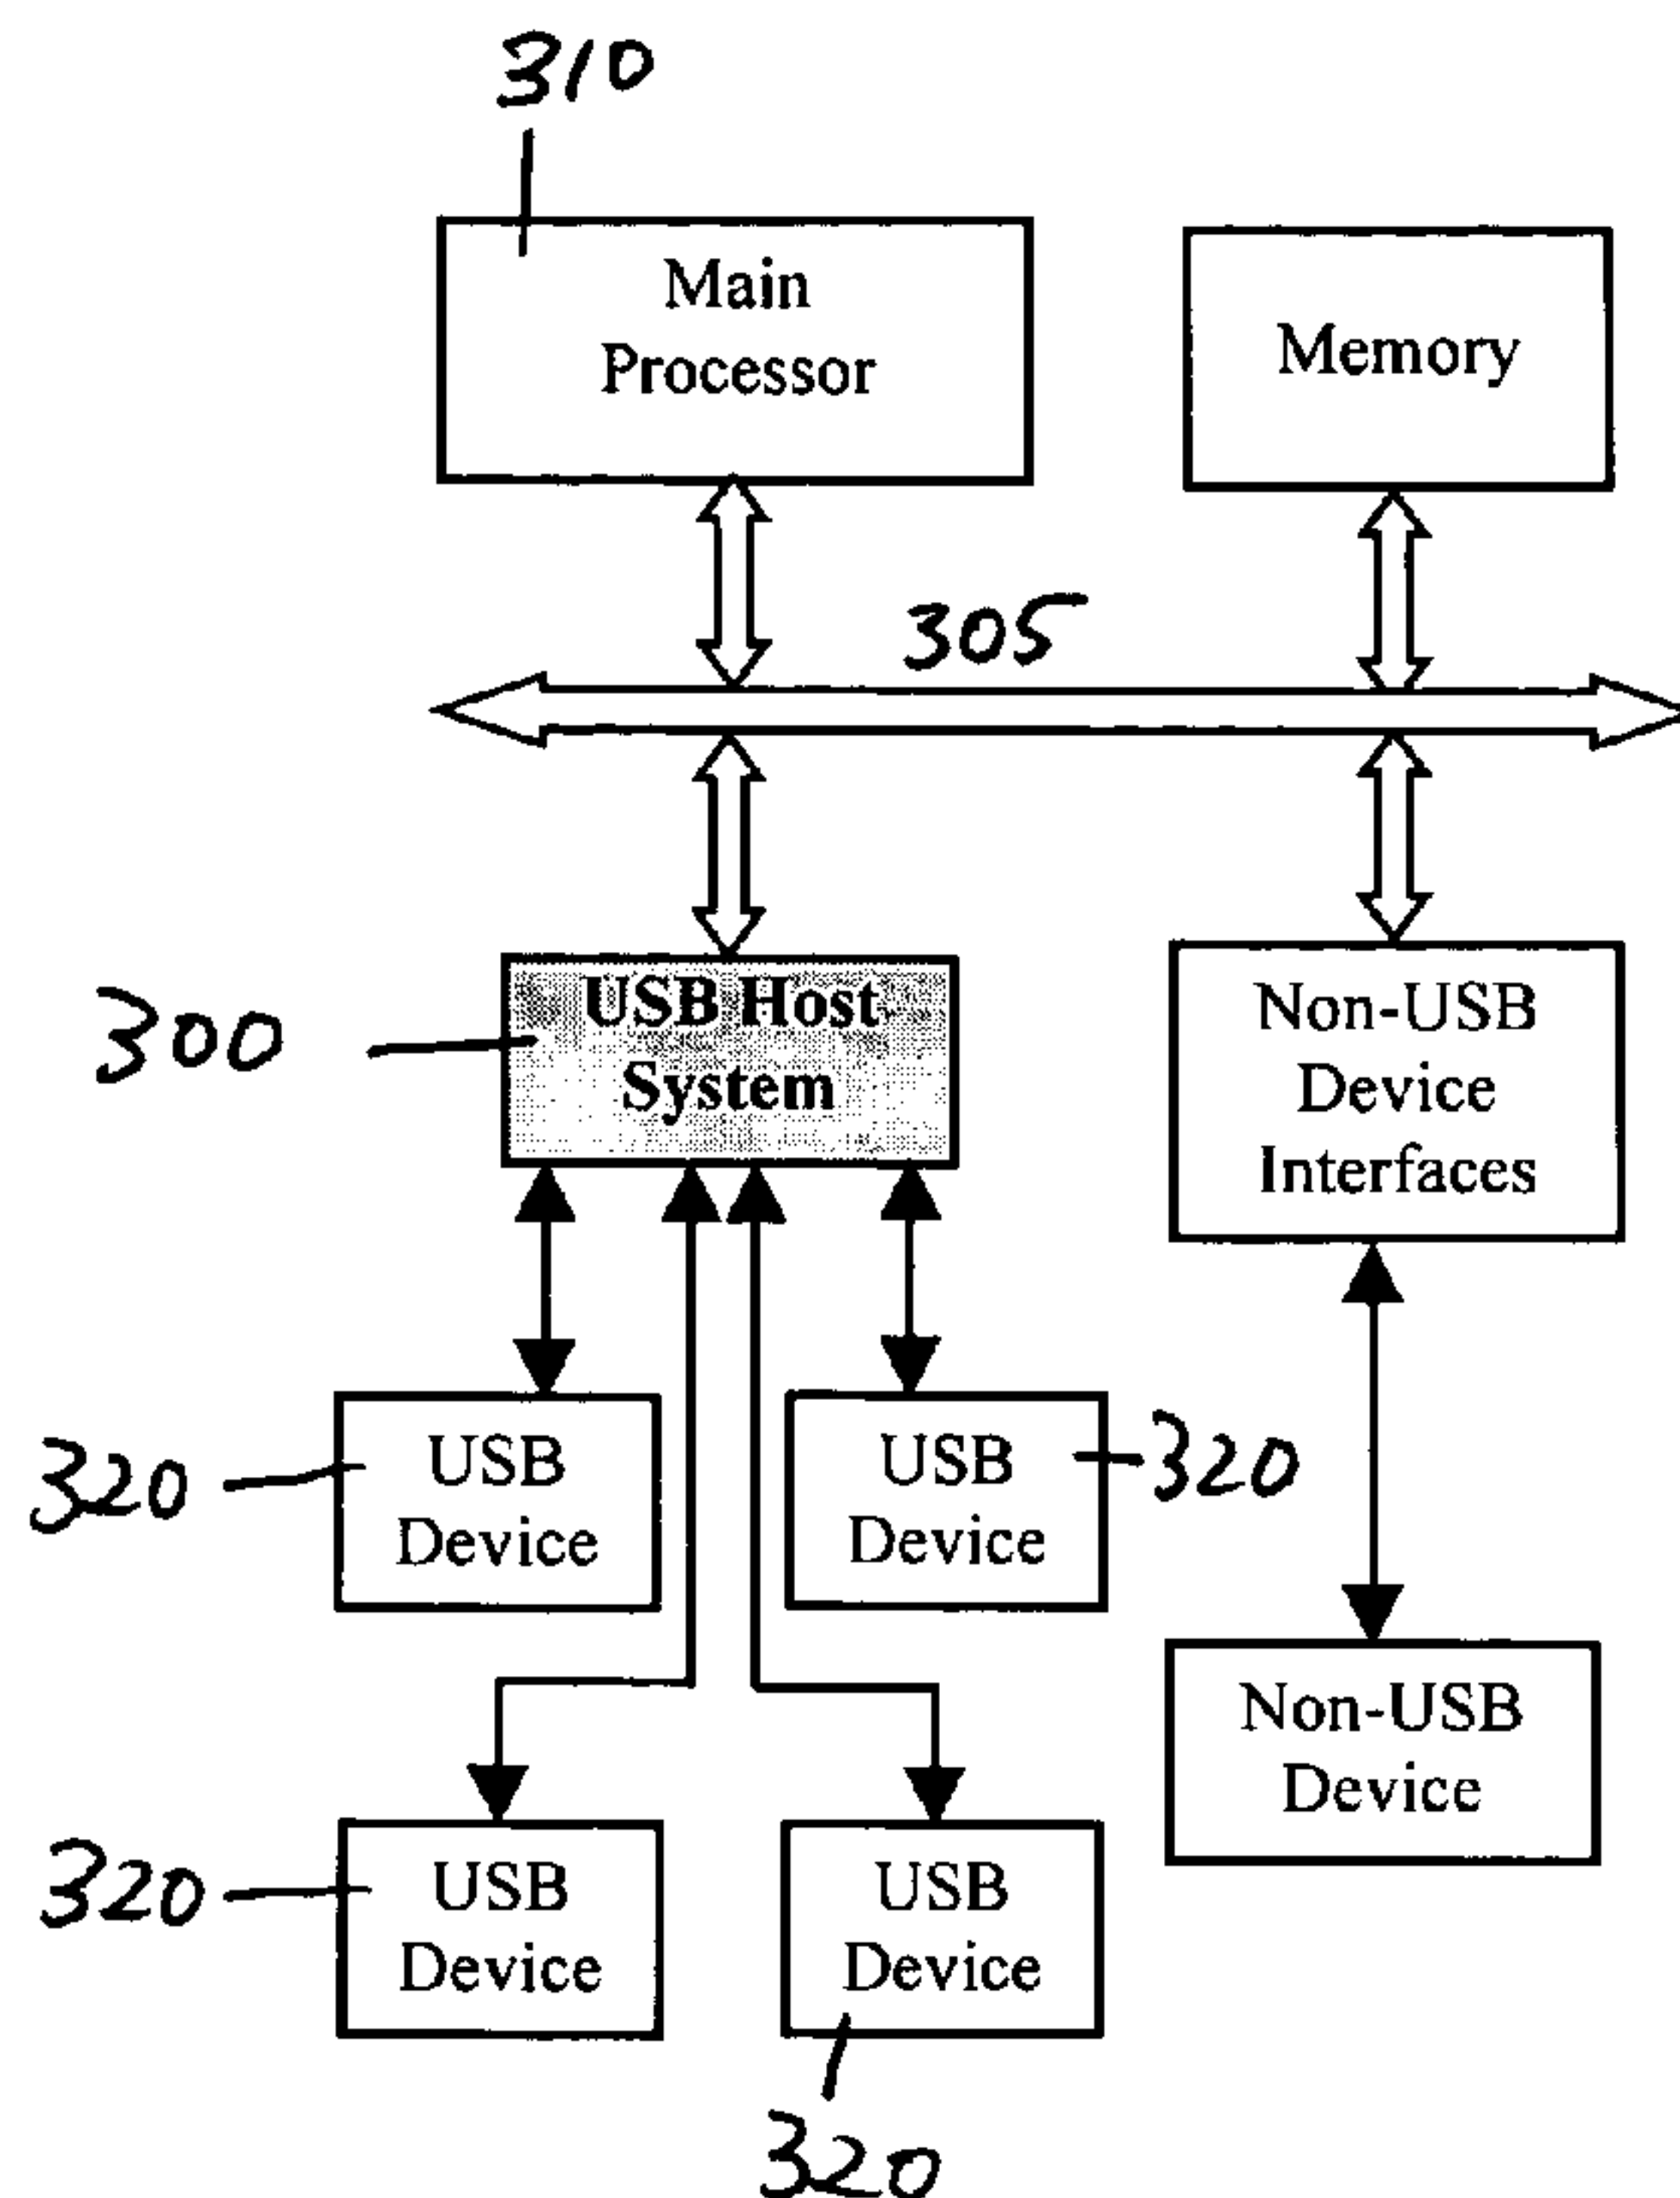 310
Main
Processor
Memory
305
300
USB Host
System
Non-USB
Device
Interfaces
320
USB
Device
USB
Device
320
Non-USB
Device
320
USB
Device
USB
Device
320